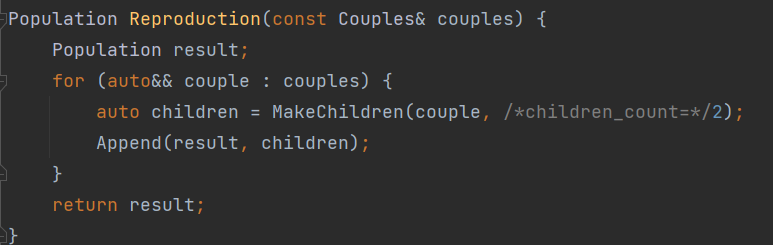 Population Reproduction(const Couples& couples) {
    Population result;
    for (auto&& couple : couples) {
        auto children = MakeChildren(couple, /*children_count=*/2);
        Append(result, children);
    }
    return result;
}